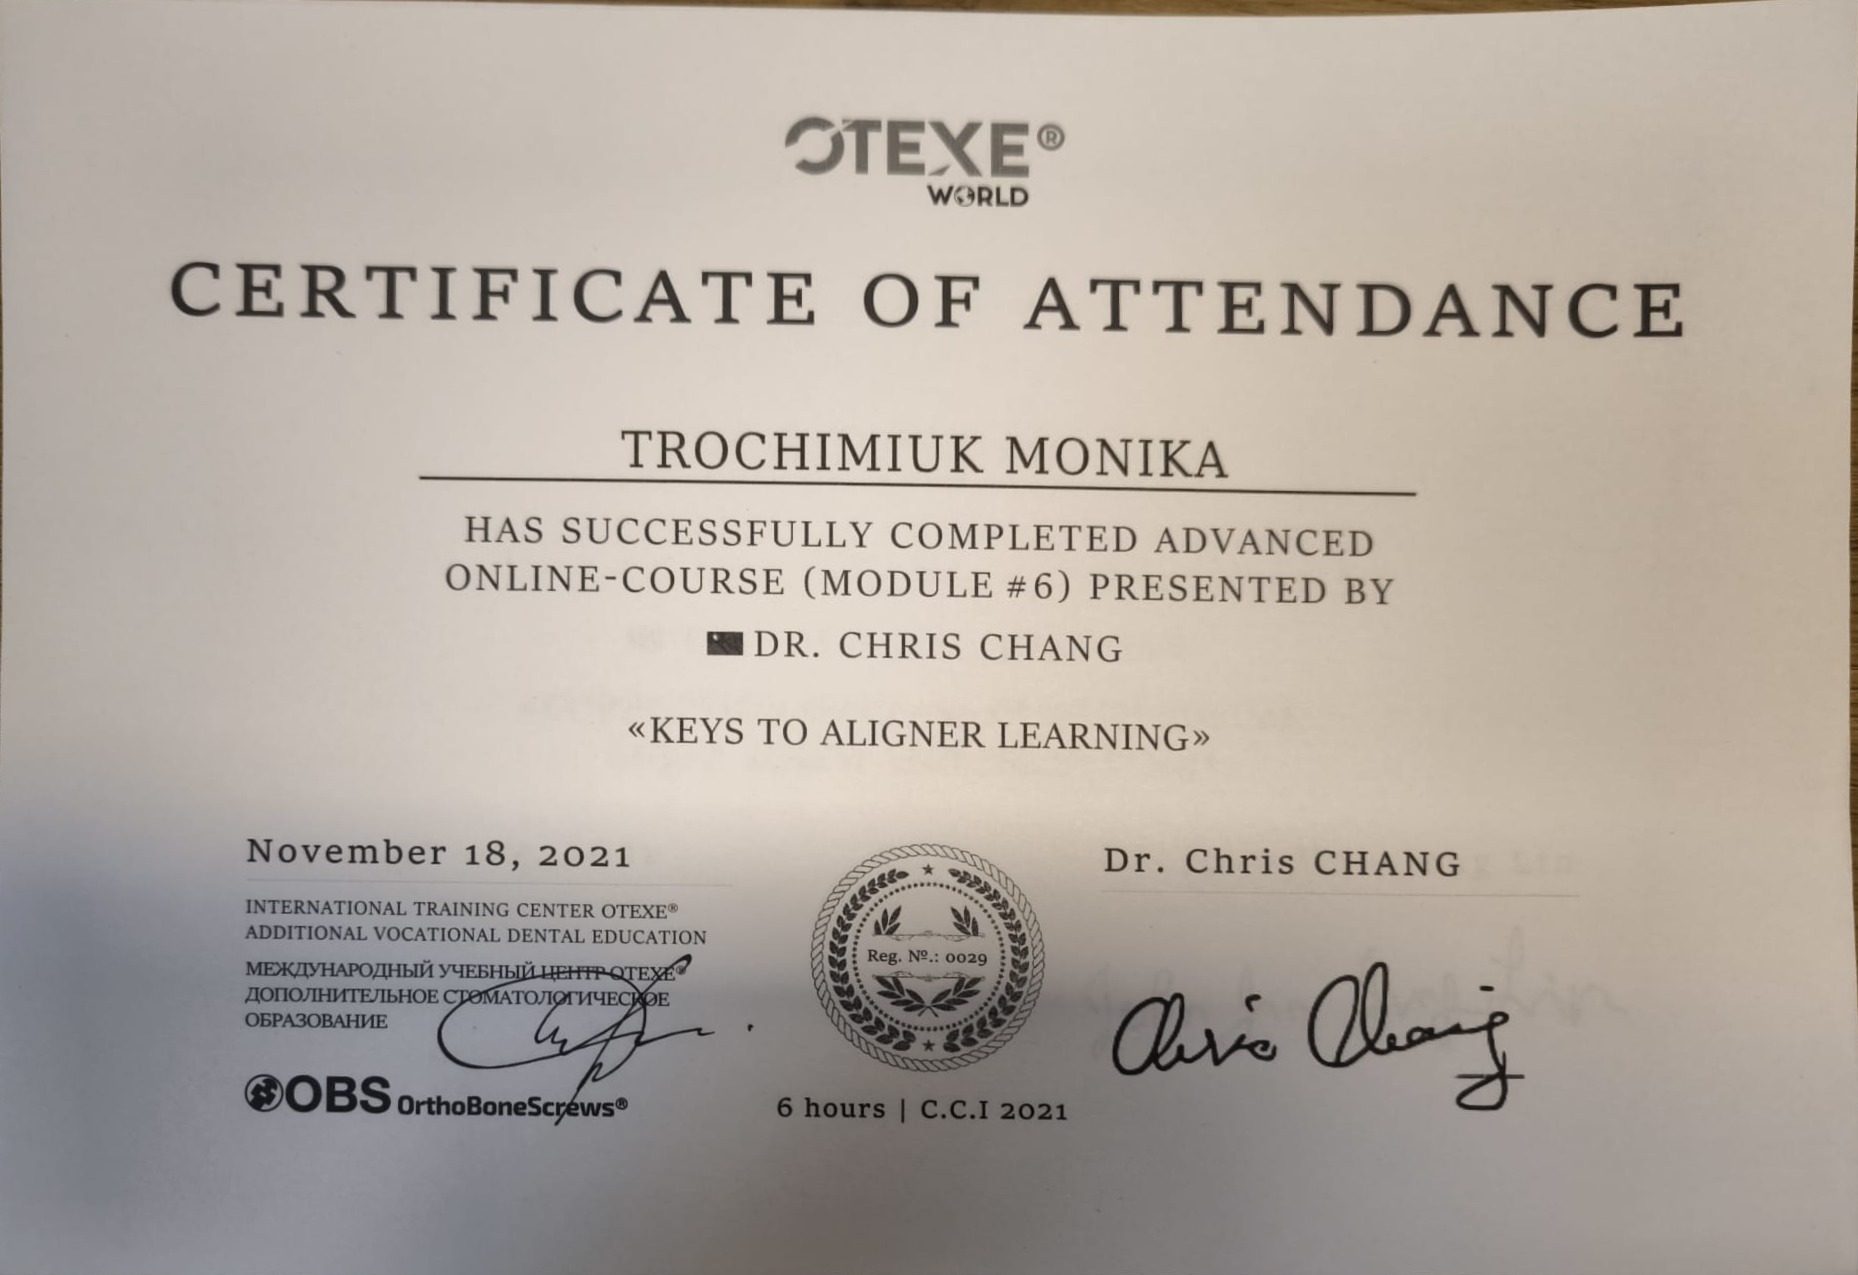 OTEXE®
WORLD
CERTIFICATE OF ATTENDANCE
TROCHIMIUK MONIKA
HAS SUCCESSFULLY COMPLETED ADVANCED
ONLINE-COURSE (MODULE #6) PRESENTED BY
DR. CHRIS CHANG
«KEYS TO ALIGNER LEARNING»
November 18, 2021
INTERNATIONAL TRAINING CENTER OTEXE®
ADDITIONAL VOCATIONAL DENTAL EDUCATION
МЕЖДУНАРОДНЫЙ УЧЕБНЫЙ ЦЕНТР OTEXE®
ДОПОЛНИТЕЛЬНОЕ СТОМАТОЛОГИЧЕСКОЕ
ОБРАЗОВАНИЕ
OBS OrthoBoneScrews®
Reg. Nº.: 0029
6 hours | C.C.I 2021
Dr. Chris CHANG
Chris Chang